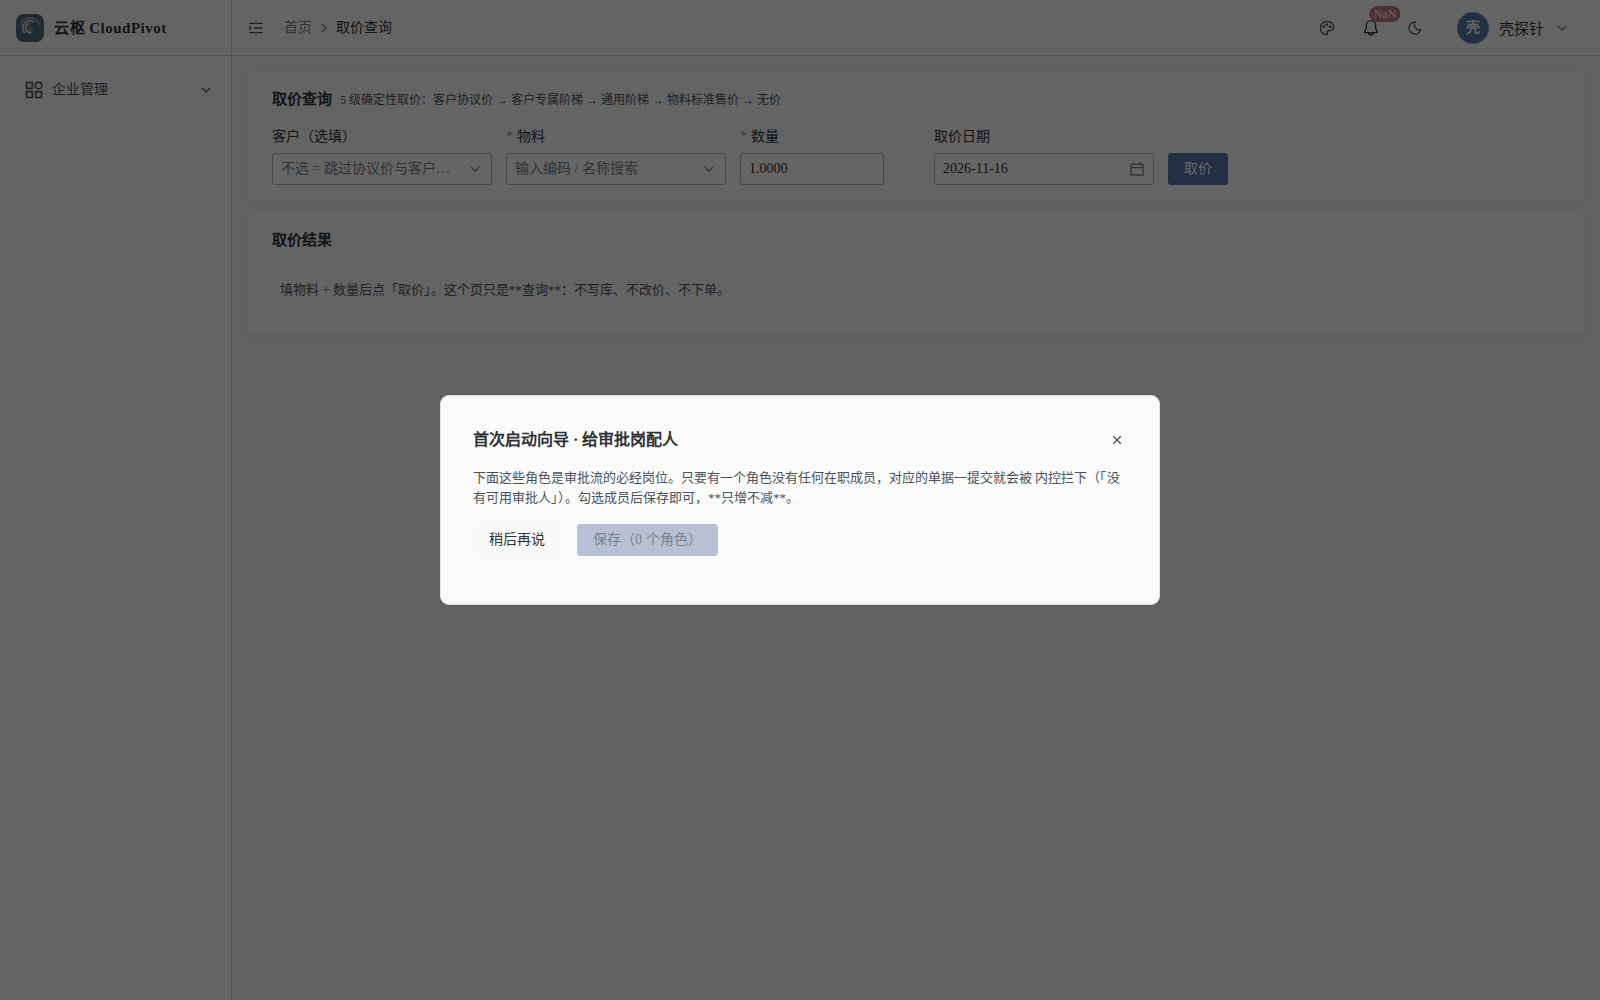 云枢 CloudPivot
首页 > 取价查询
NaN
壳
壳探针
企业管理
取价查询 5 级确定性取价：客户协议价 → 客户专属阶梯 → 通用阶梯 → 物料标准售价 → 无价
客户（选填） * 物料 * 数量 取价日期
不选 = 跳过协议价与客户… 输入编码 / 名称搜索 1.0000 2026-11-16 取价
取价结果
填物料 + 数量后点「取价」。这个页只是**查询**：不写库、不改价、不下单。
首次启动向导 · 给审批岗配人
下面这些角色是审批流的必经岗位。只要有一个角色没有任何在职成员，对应的单据一提交就会被 内控拦下（「没
有可用审批人」）。勾选成员后保存即可，**只增不减**。
稍后再说 保存（0 个角色）